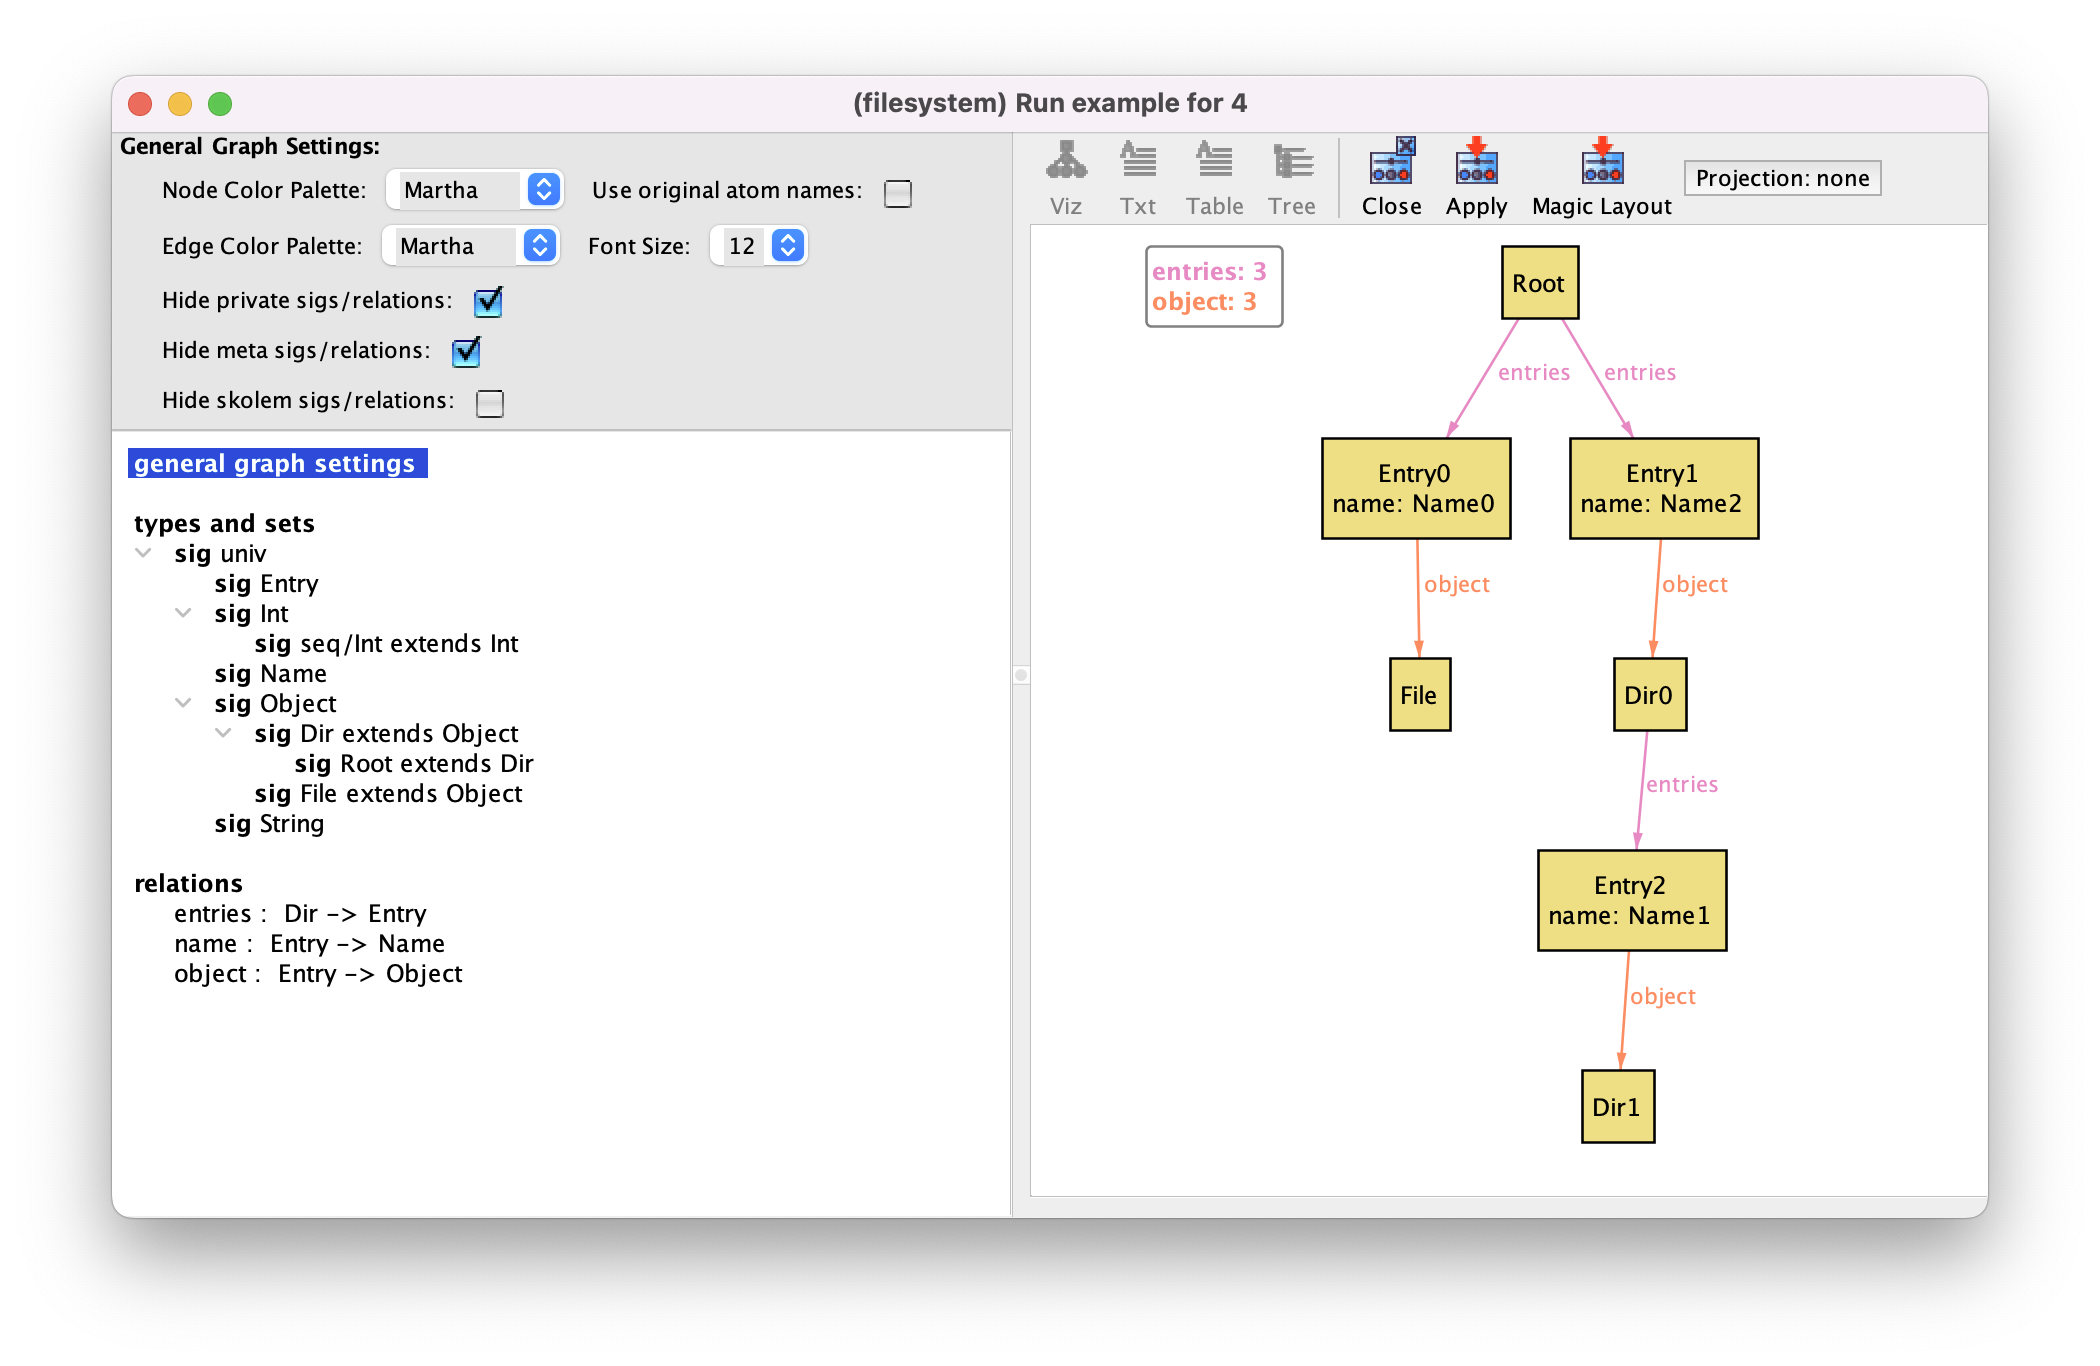 (filesystem) Run example for 4
General Graph Settings:
Node Color Palette: Martha Use original atom names:
Edge Color Palette: Martha Font Size: 12
Hide private sigs/relations:
Hide meta sigs/relations:
Hide skolem sigs/relations:
general graph settings
types and sets
sig univ
sig Entry
sig Int
sig seq/Int extends Int
sig Name
sig Object
sig Dir extends Object
sig Root extends Dir
sig File extends Object
sig String
relations
entries : Dir -> Entry
name : Entry -> Name
object : Entry -> Object
Viz Txt Table Tree Close Apply Magic Layout Projection: none
entries: 3
object: 3
Root
entries entries
Entry0
name: Name0
Entry1
name: Name2
object object
File Dir0
entries
Entry2
name: Name1
object
Dir1